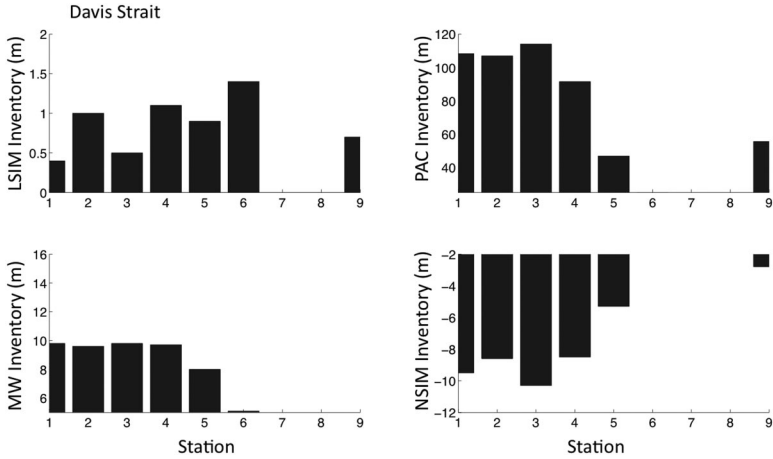 Davis Strait
LSIM Inventory (m)
2
1.5
1
0.5
0
1 2 3 4 5 6 7 8 9
PAC Inventory (m)
120
100
80
60
40
1 2 3 4 5 6 7 8 9
MW Inventory (m)
16
14
12
10
8
6
1 2 3 4 5 6 7 8 9
Station
NSIM Inventory (m)
−2
−4
−6
−8
−10
−12
1 2 3 4 5 6 7 8 9
Station